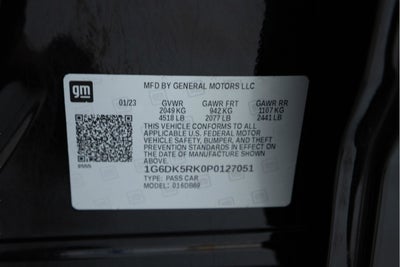 gm
MFD BY GENERAL MOTORS LLC
01/23 GVWR GAWR FRT GAWR RR
2049 KG 942 KG 1107 KG
4518 LB 2077 LB 2441 LB
THIS VEHICLE CONFORMS TO ALL
APPLICABLE U.S. FEDERAL MOTOR
VEHICLE SAFETY, BUMPER, AND THEFT
PREVENTION STANDARDS IN EFFECT ON THE
DATE OF MANUFACTURE SHOWN ABOVE.
1G6DK5RK0P0127051
TYPE: PASS CAR